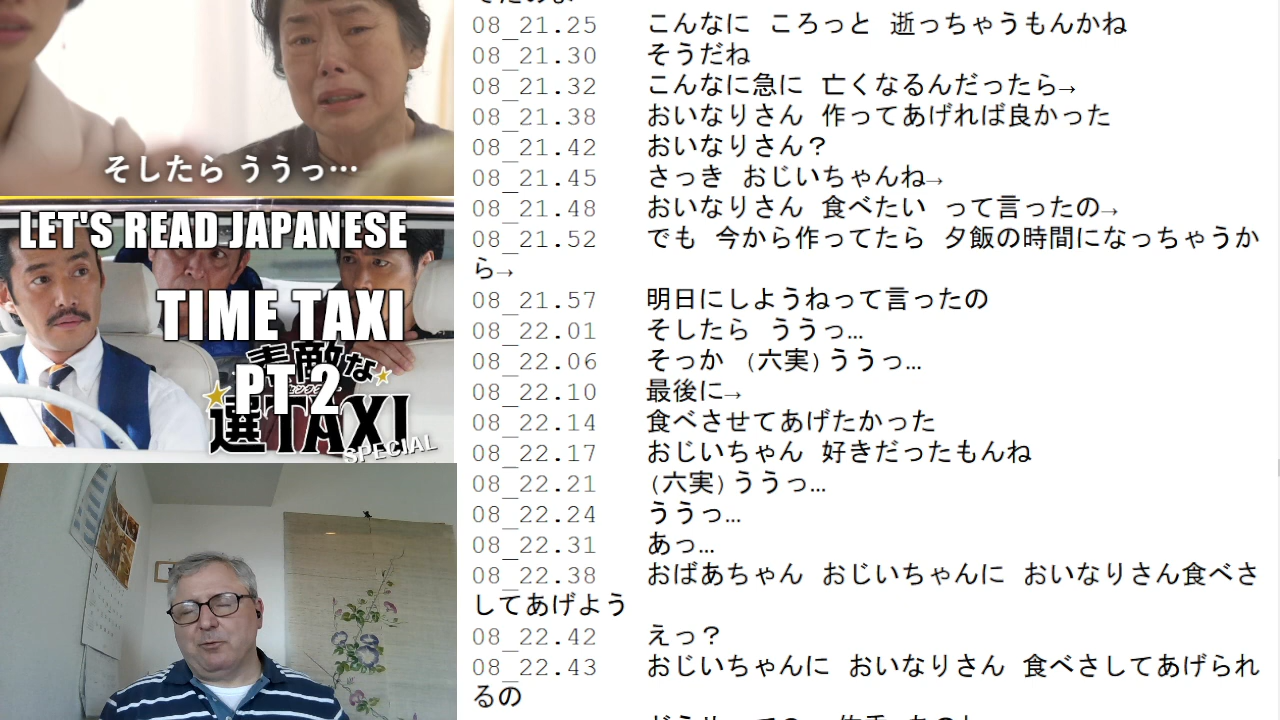 そしたら ううっ…
LET'S READ JAPANESE
TIME TAXI
PT 2
素敵な
選TAXI
SPECIAL
08_21.25 こんなに ころっと 逝っちゃうもんかね
08_21.30 そうだね
08_21.32 こんなに急に 亡くなるんだったら→
08_21.38 おいなりさん 作ってあげれば良かった
08_21.42 おいなりさん？
08_21.45 さっき おじいちゃんね→
08_21.48 おいなりさん 食べたい って言ったの→
08_21.52 でも 今から作ってたら 夕飯の時間になっちゃうか
ら→
08_21.57 明日にしようねって言ったの
08_22.01 そしたら ううっ…
08_22.06 そっか (六実)ううっ…
08_22.10 最後に→
08_22.14 食べさせてあげたかった
08_22.17 おじいちゃん 好きだったもんね
08_22.21 (六実)ううっ…
08_22.24 ううっ…
08_22.31 あっ…
08_22.38 おばあちゃん おじいちゃんに おいなりさん食べさ
してあげよう
08_22.42 えっ？
08_22.43 おじいちゃんに おいなりさん 食べさしてあげられ
るの